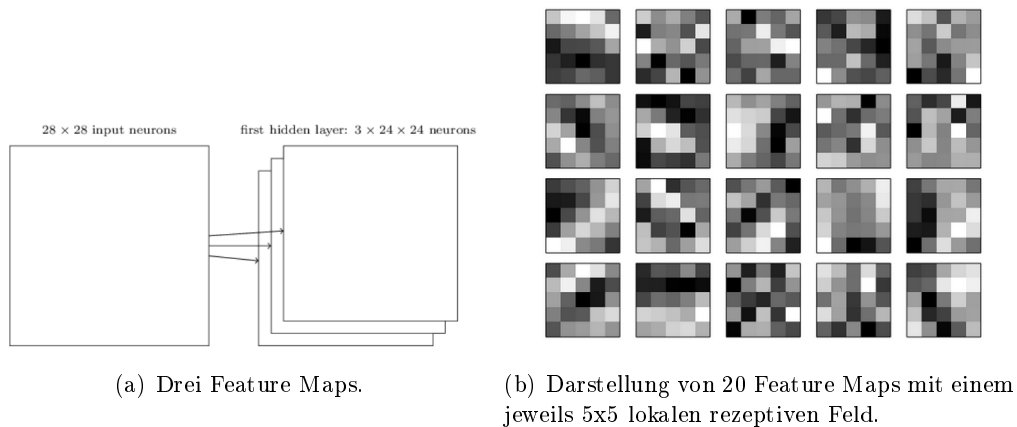 28 × 28 input neurons
first hidden layer: 3 × 24 × 24 neurons
(a) Drei Feature Maps.
(b) Darstellung von 20 Feature Maps mit einem
jeweils 5x5 lokalen rezeptiven Feld.